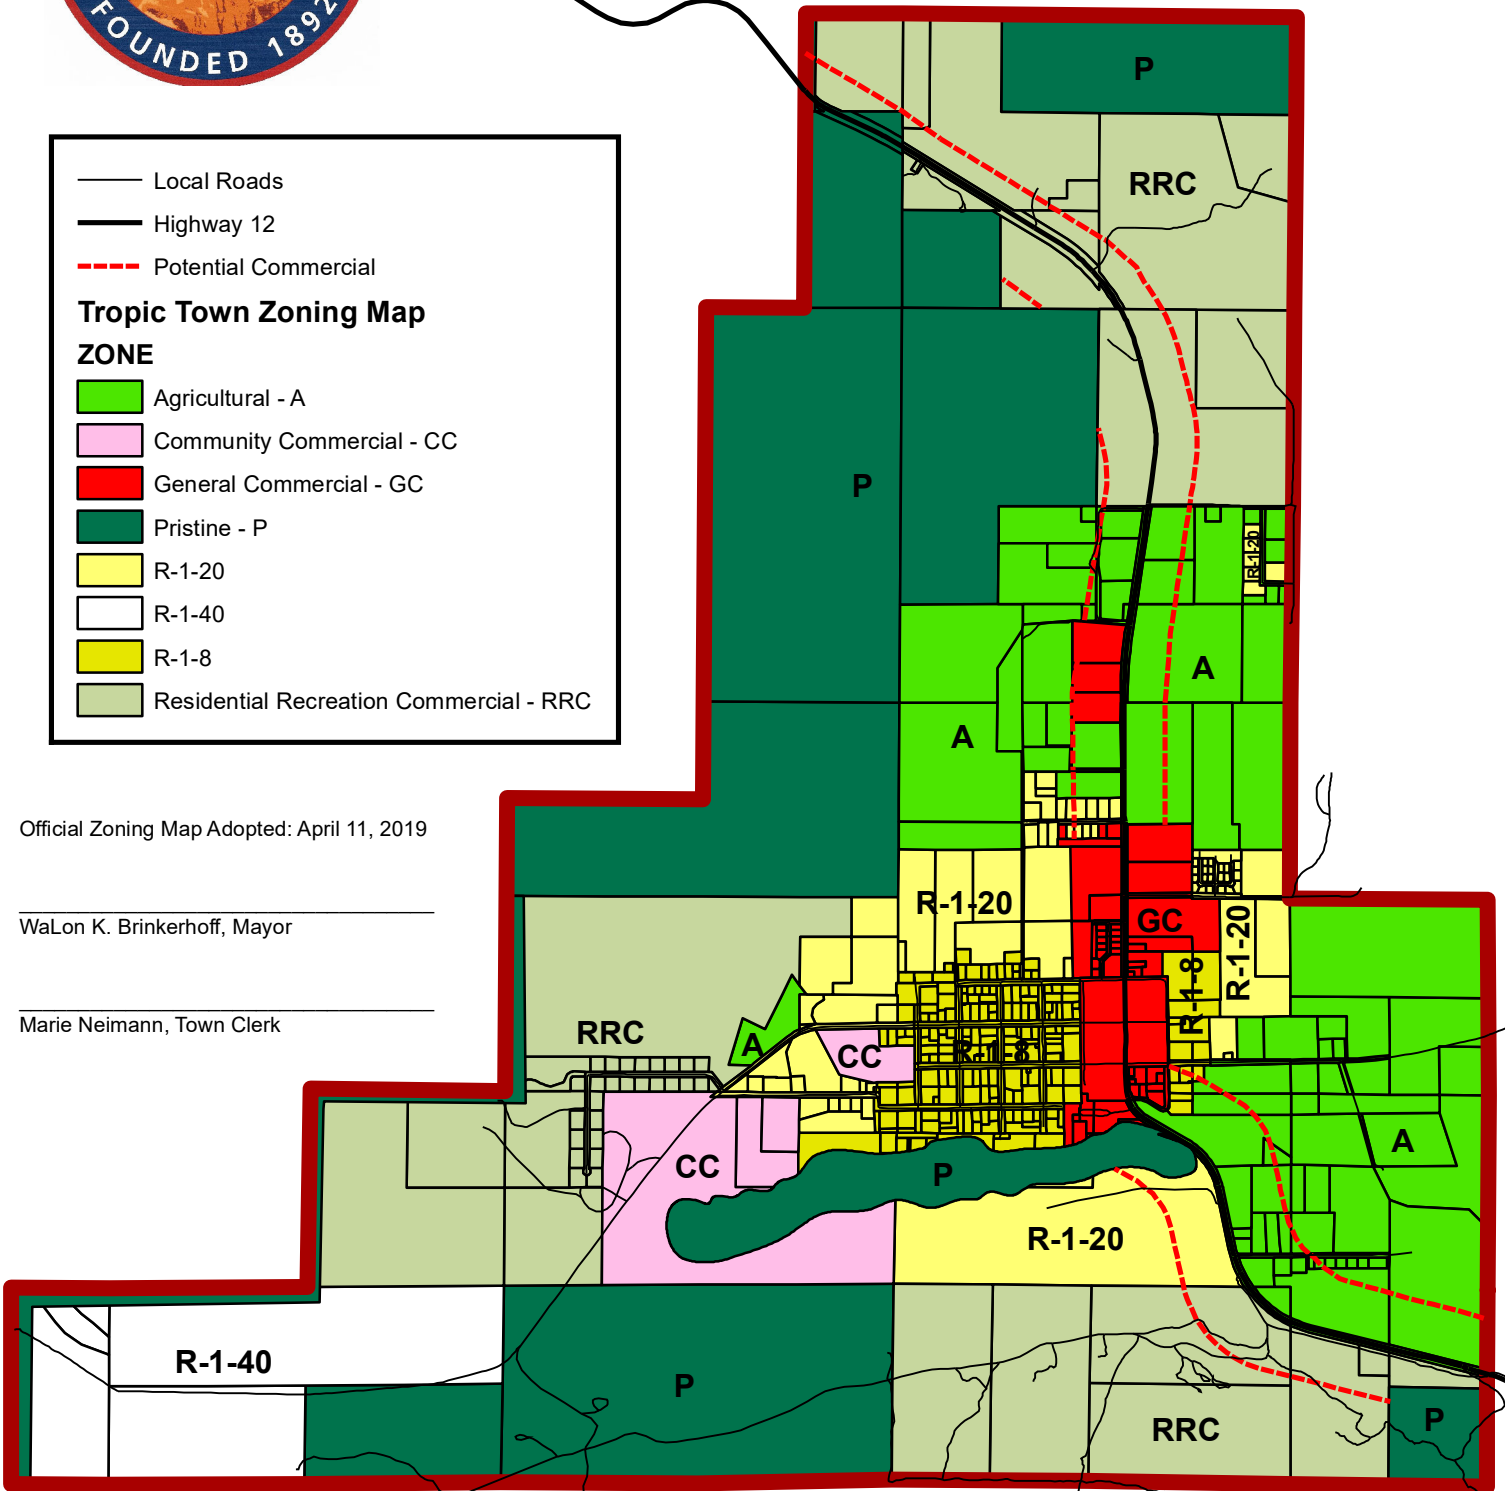 FOUNDED 1892
Local Roads
Highway 12
Potential Commercial
Tropic Town Zoning Map
ZONE
Agricultural - A
Community Commercial - CC
General Commercial - GC
Pristine - P
R-1-20
R-1-40
R-1-8
Residential Recreation Commercial - RRC
Official Zoning Map Adopted: April 11, 2019
WaLon K. Brinkerhoff, Mayor
Marie Neimann, Town Clerk
P
RRC
P
R-1-20
A
A
R-1-20
GC
R-1-20
R-1-8
RRC
A
CC
R-1-8
A
CC
P
R-1-20
R-1-40
P
RRC
P